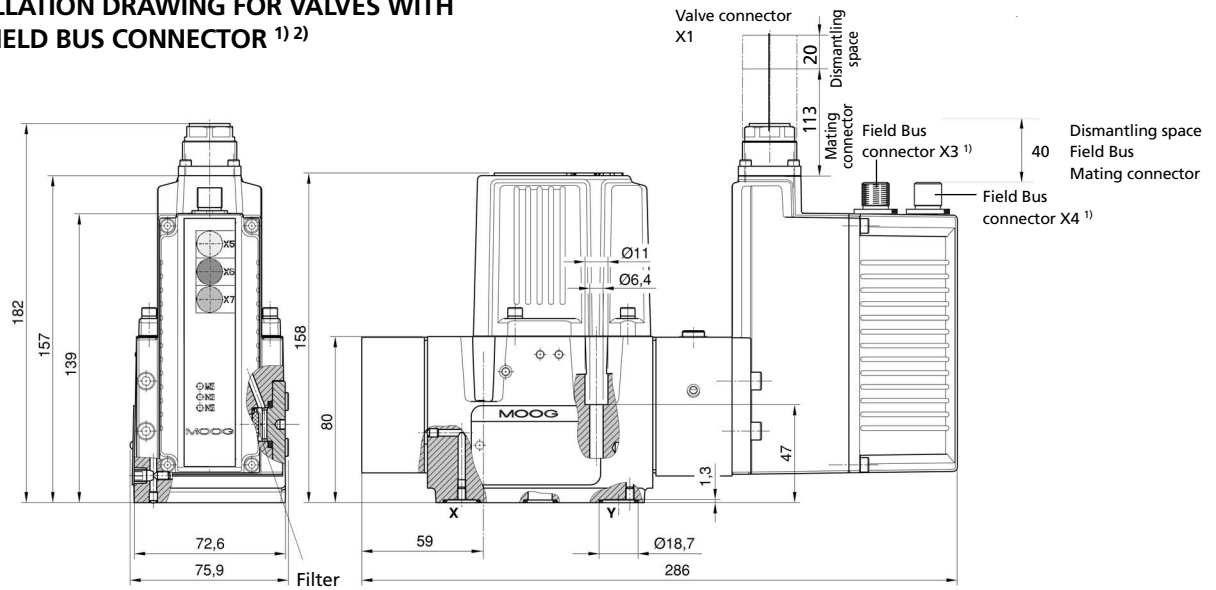 LLATION DRAWING FOR VALVES WITH
IELD BUS CONNECTOR 1) 2)
Valve connector
X1
20
Dismantling
space
113
Mating
connector
Field Bus
connector X3 1)
40
Dismantling space
Field Bus
Mating connector
Field Bus
connector X4 1)
182
157
139
X5
X6
X7
MOOG
72,6
75,9
Filter
158
80
Ø11
Ø6,4
MOOG
47
1,3
X
Y
59
Ø18,7
286